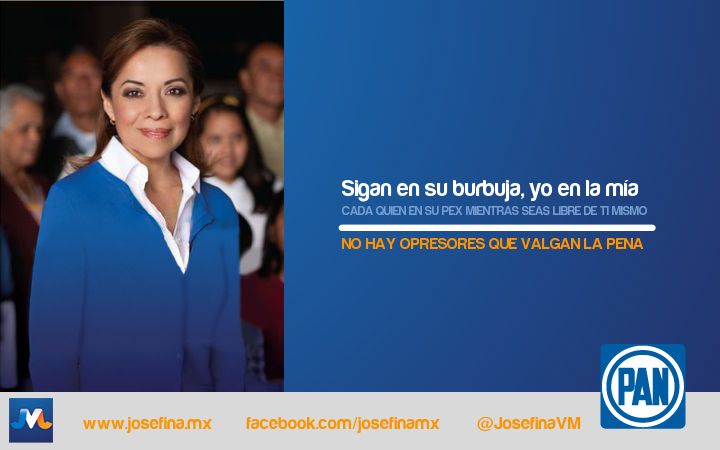 Sigan en su burbuja, yo en la mía
CADA QUIEN EN SU PEX MIENTRAS SEAS LIBRE DE TI MISMO
NO HAY OPRESORES QUE VALGAN LA PENA
PAN
www.josefina.mx facebook.com/josefinamx @JosefinaVM